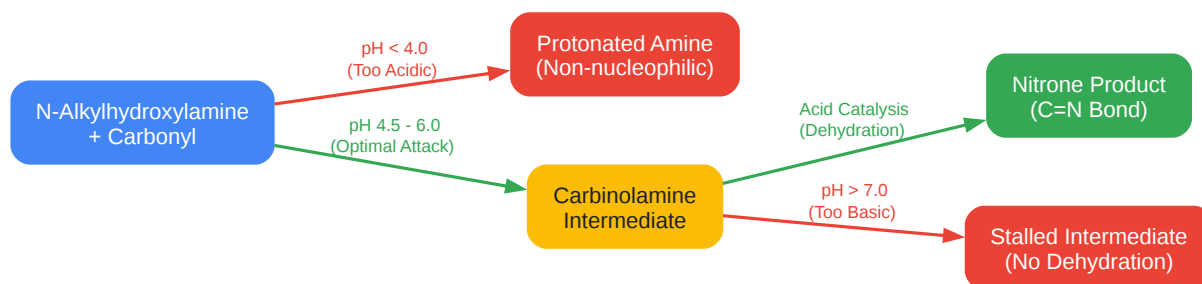 N-Alkylhydroxylamine
+ Carbonyl
pH < 4.0
(Too Acidic)
pH 4.5 - 6.0
(Optimal Attack)
Protonated Amine
(Non-nucleophilic)
Carbinolamine
Intermediate
Acid Catalysis
(Dehydration)
pH > 7.0
(Too Basic)
Nitrone Product
(C=N Bond)
Stalled Intermediate
(No Dehydration)